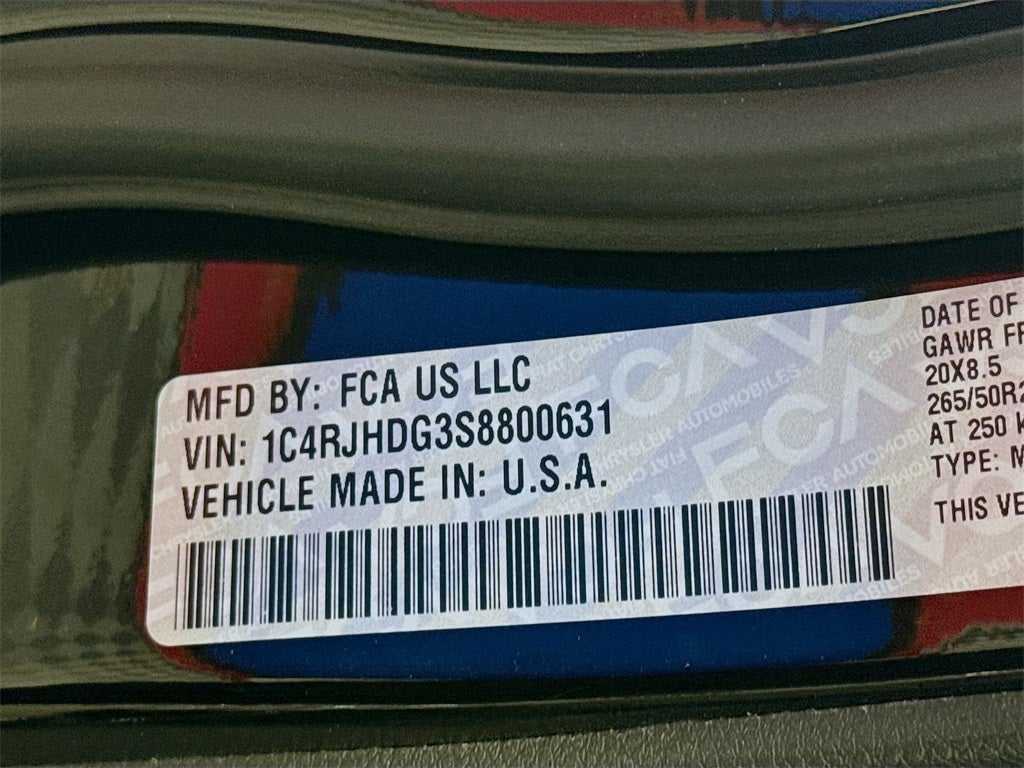 MFD BY: FCA US LLC
VIN: 1C4RJHDG3S8800631
VEHICLE MADE IN: U.S.A.
DATE OF
GAWR FR
20X8.5
265/50R2
AT 250 K
TYPE: M
THIS VE